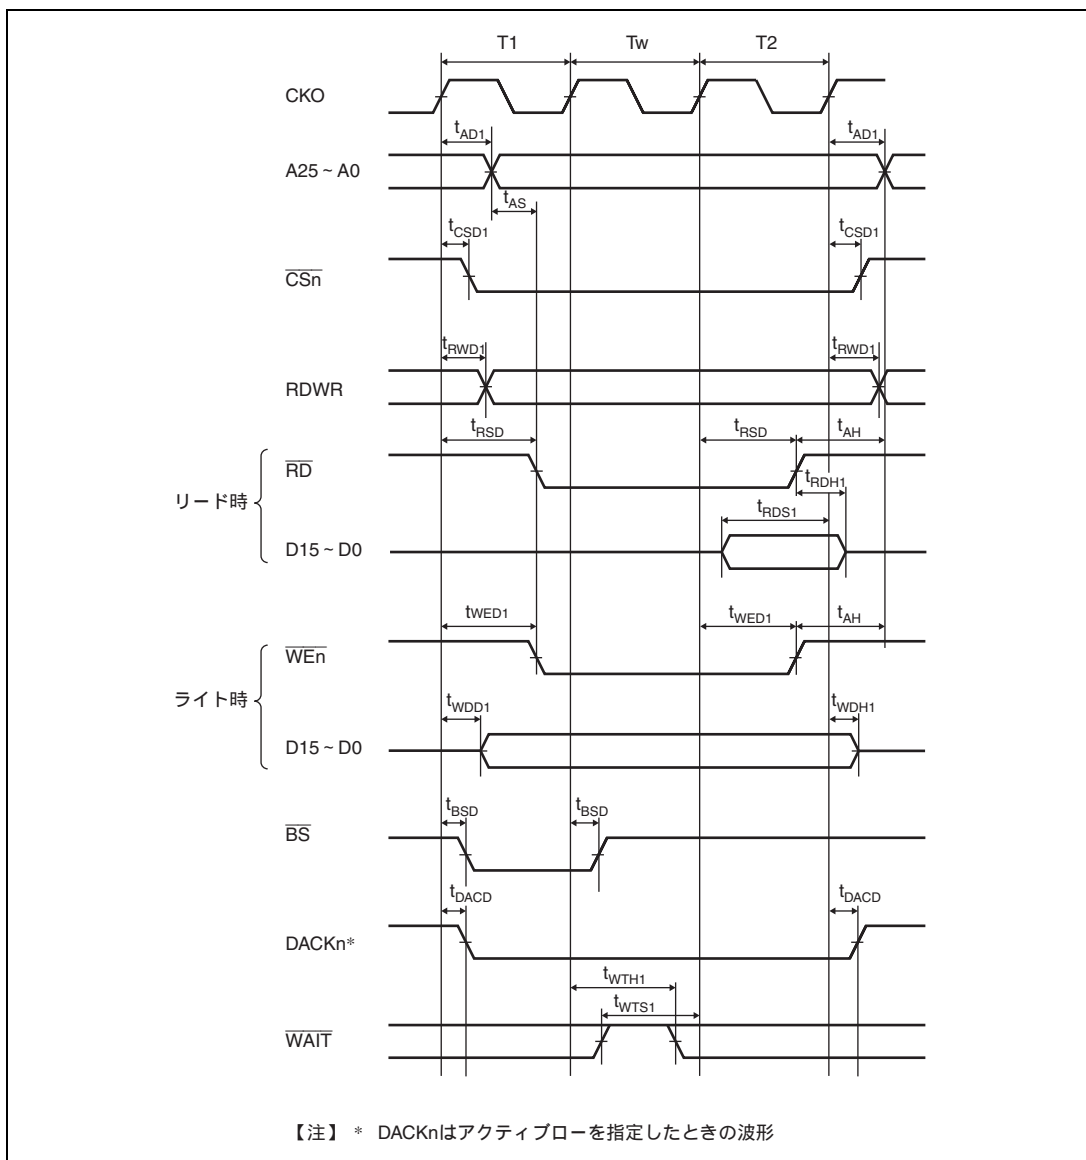 T1 Tw T2
CKO
tAD1 tAD1
A25 ~ A0
tAS
tCSD1 tCSD1
CSn
tRWD1 tRWD1
RDWR
tRSD tRSD tAH
RD
tRDH1
リード時
tRDS1
D15 ~ D0
tWED1 tWED1 tAH
WEn
ライト時
tWDD1 tWDH1
D15 ~ D0
tBSD tBSD
BS
tDACD tDACD
DACKn*
tWTH1
tWTS1
WAIT
【注】 * DACKnはアクティブローを指定したときの波形